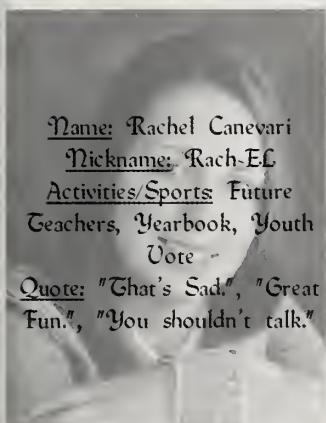 Name: Rachel Canevari
Nickname: Rach-EL
Activities/Sports: Future
Teachers, Yearbook, Youth
Vote
Quote: "That's Sad.", "Great
Fun.", "You shouldn't talk."